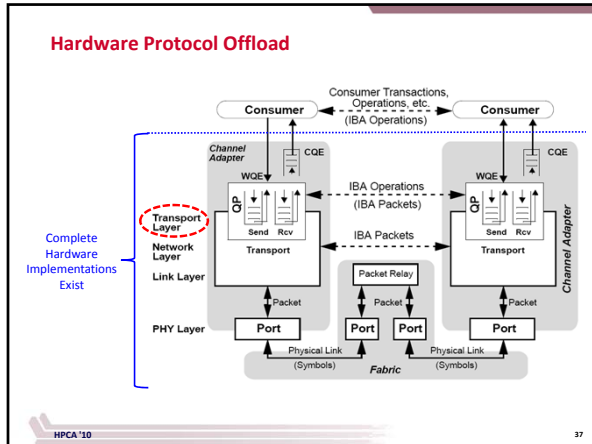 Hardware Protocol Offload
Consumer Transactions,
Operations, etc.
(IBA Operations)
Consumer
Consumer
Channel
Adapter
CQE
WQE
QP
Send
Rcv
Transport
IBA Operations
(IBA Packets)
IBA Packets
WQE
CQE
QP
Send
Rcv
Transport
Channel Adapter
Transport
Layer
Network
Layer
Link Layer
PHY Layer
Complete
Hardware
Implementations
Exist
Packet Relay
Packet
Packet
Packet
Packet
Port
Port
Port
Port
Physical Link
(Symbols)
Physical Link
(Symbols)
Fabric
HPCA '10
37